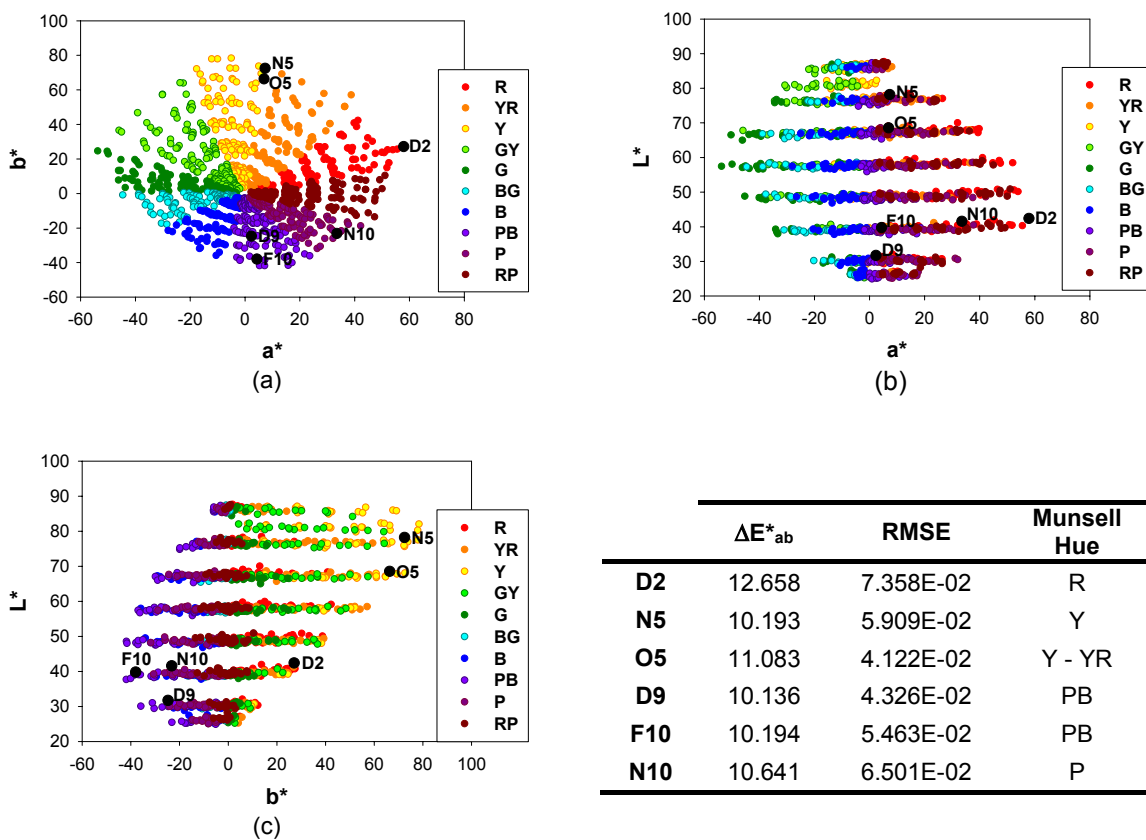 100
80
60
40
20
0
-20
-40
-60
b*
-60 -40 -20 0 20 40 60 80
a*
N5
O5
D2
D9
N10
F10
R
YR
Y
GY
G
BG
B
PB
P
RP
(a)
100
90
80
70
60
50
40
30
20
L*
-60 -40 -20 0 20 40 60 80
a*
N5
O5
F10
N10
D2
D9
R
YR
Y
GY
G
BG
B
PB
P
RP
(b)
100
90
80
70
60
50
40
30
20
L*
-60 -40 -20 0 20 40 60 80 100
b*
N5
O5
F10
N10
D2
D9
R
YR
Y
GY
G
BG
B
PB
P
RP
(c)
ΔE*ab RMSE Munsell Hue
D2 12.658 7.358E-02 R
N5 10.193 5.909E-02 Y
O5 11.083 4.122E-02 Y - YR
D9 10.136 4.326E-02 PB
F10 10.194 5.463E-02 PB
N10 10.641 6.501E-02 P